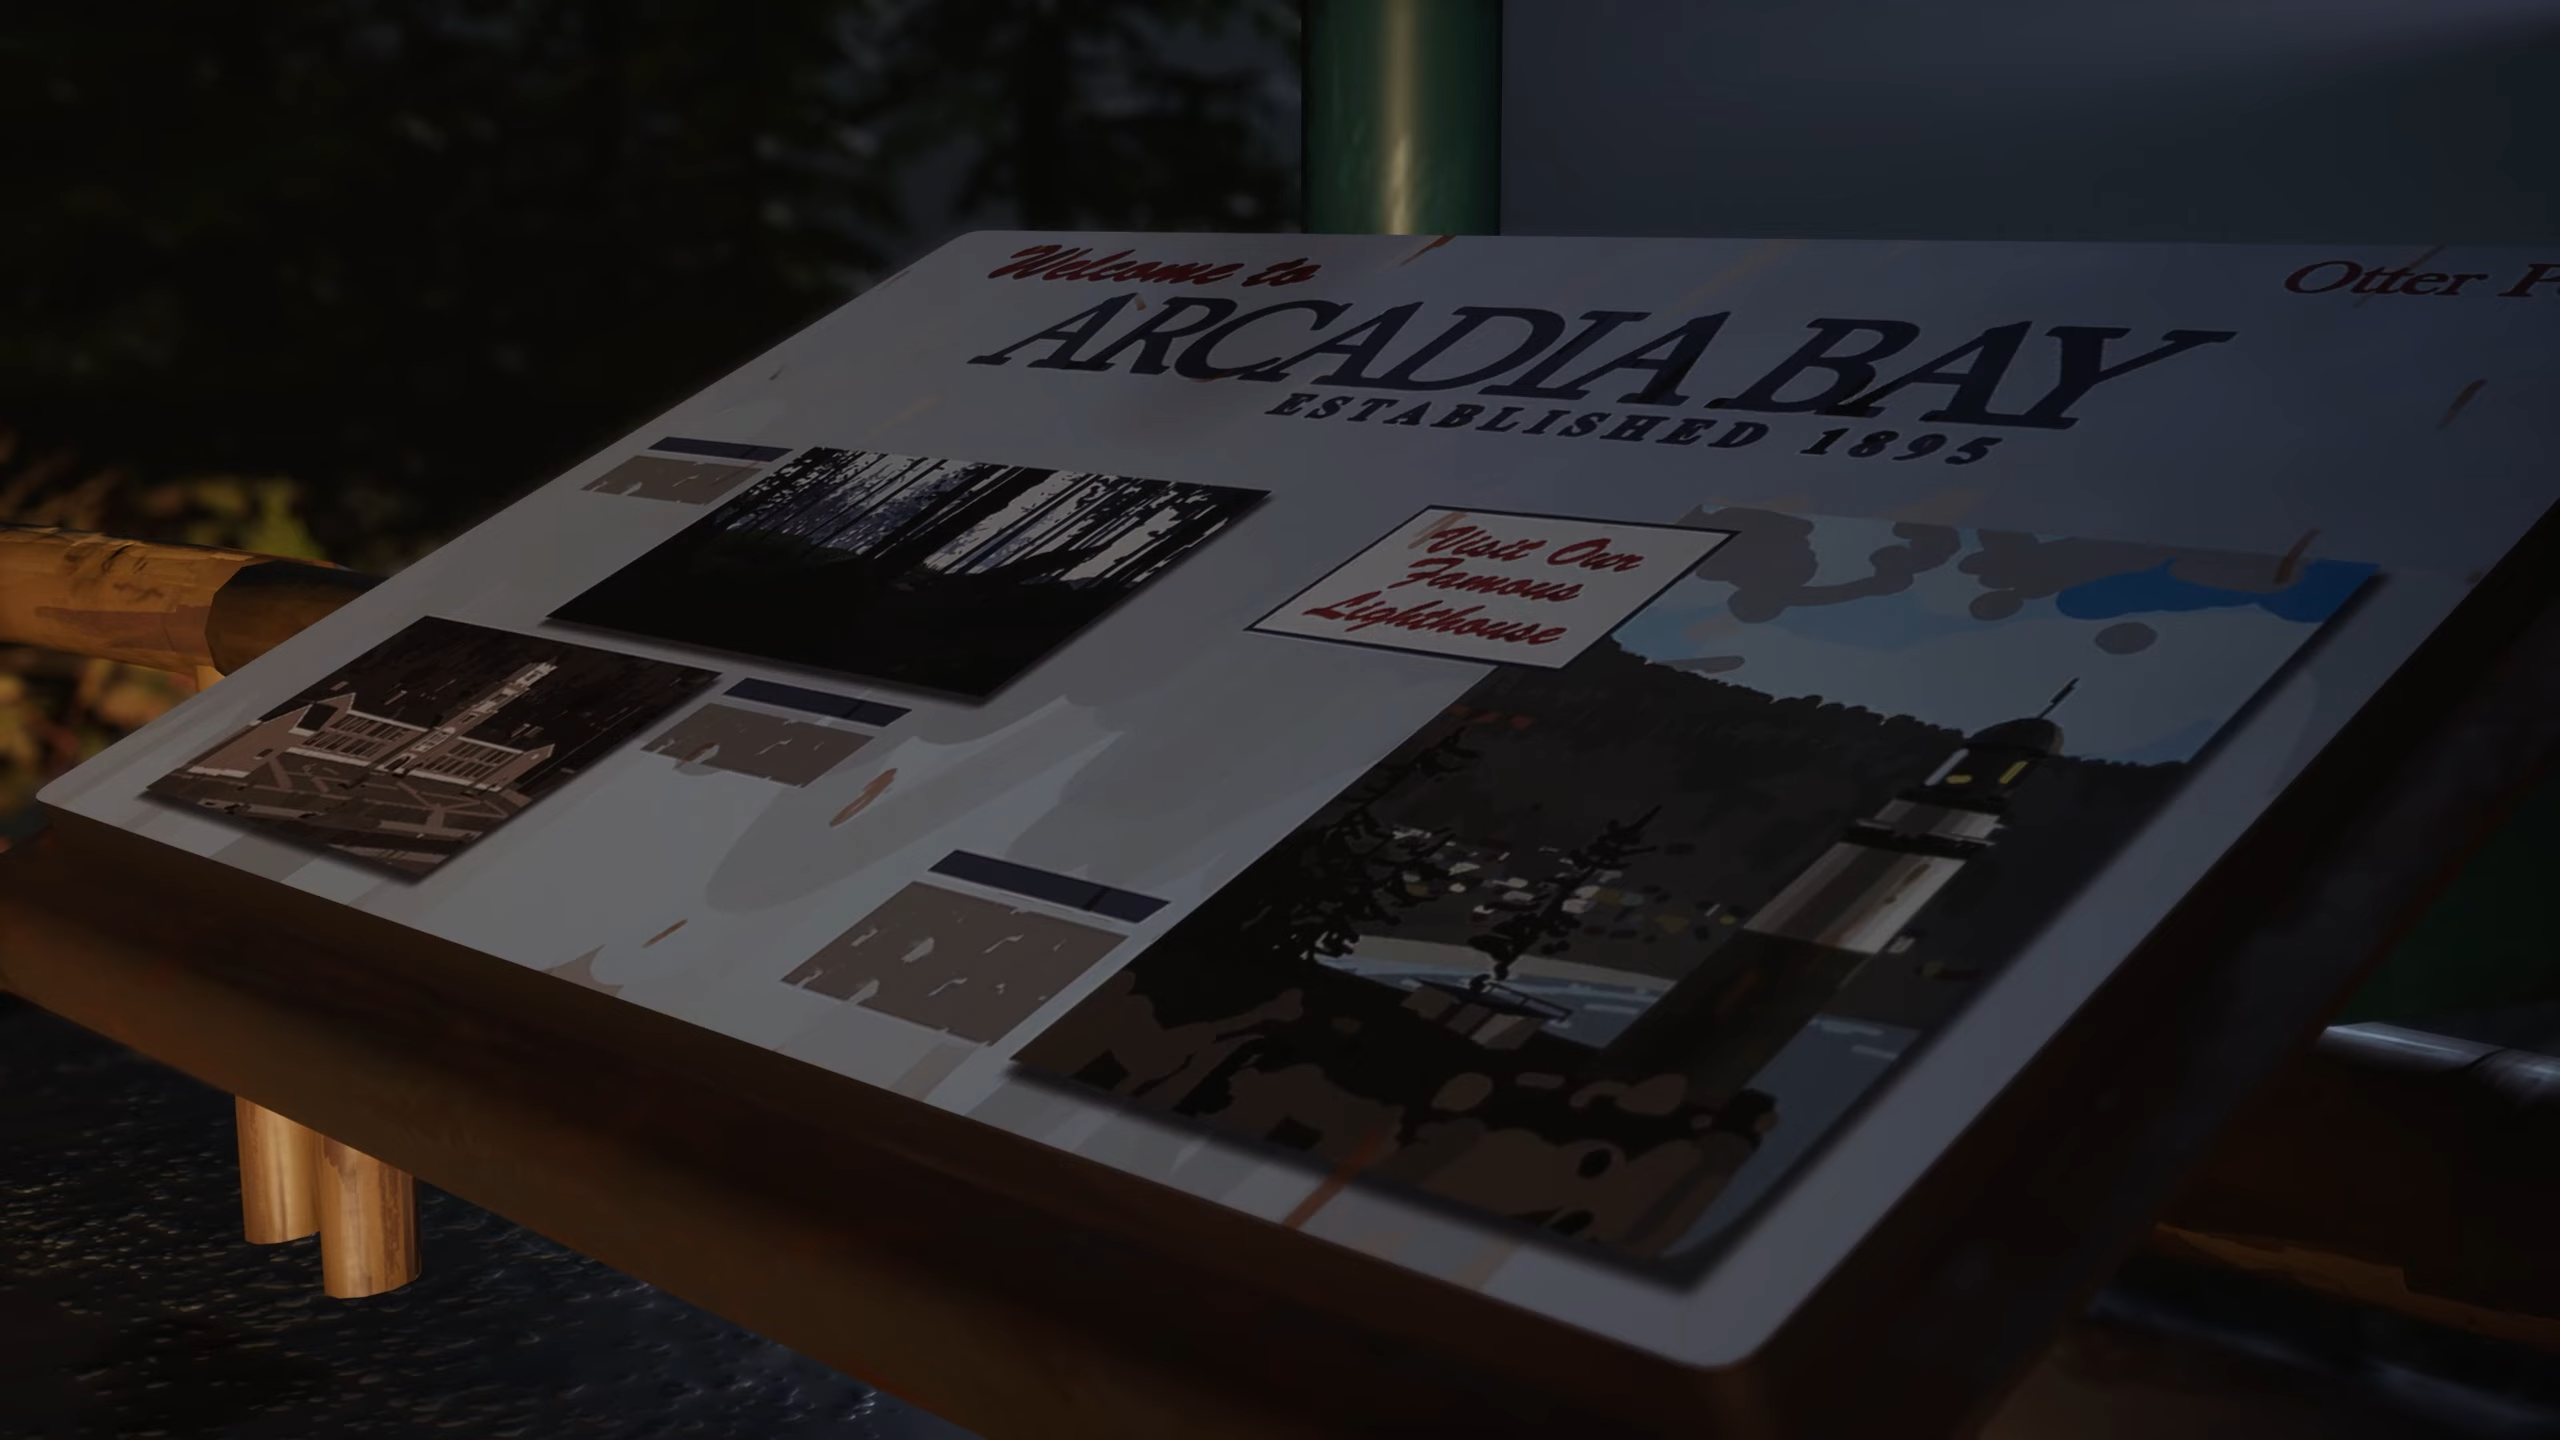 Welcome to
ARCADIA BAY
ESTABLISHED 1895
Otter
Visit Our
Famous
Lighthouse